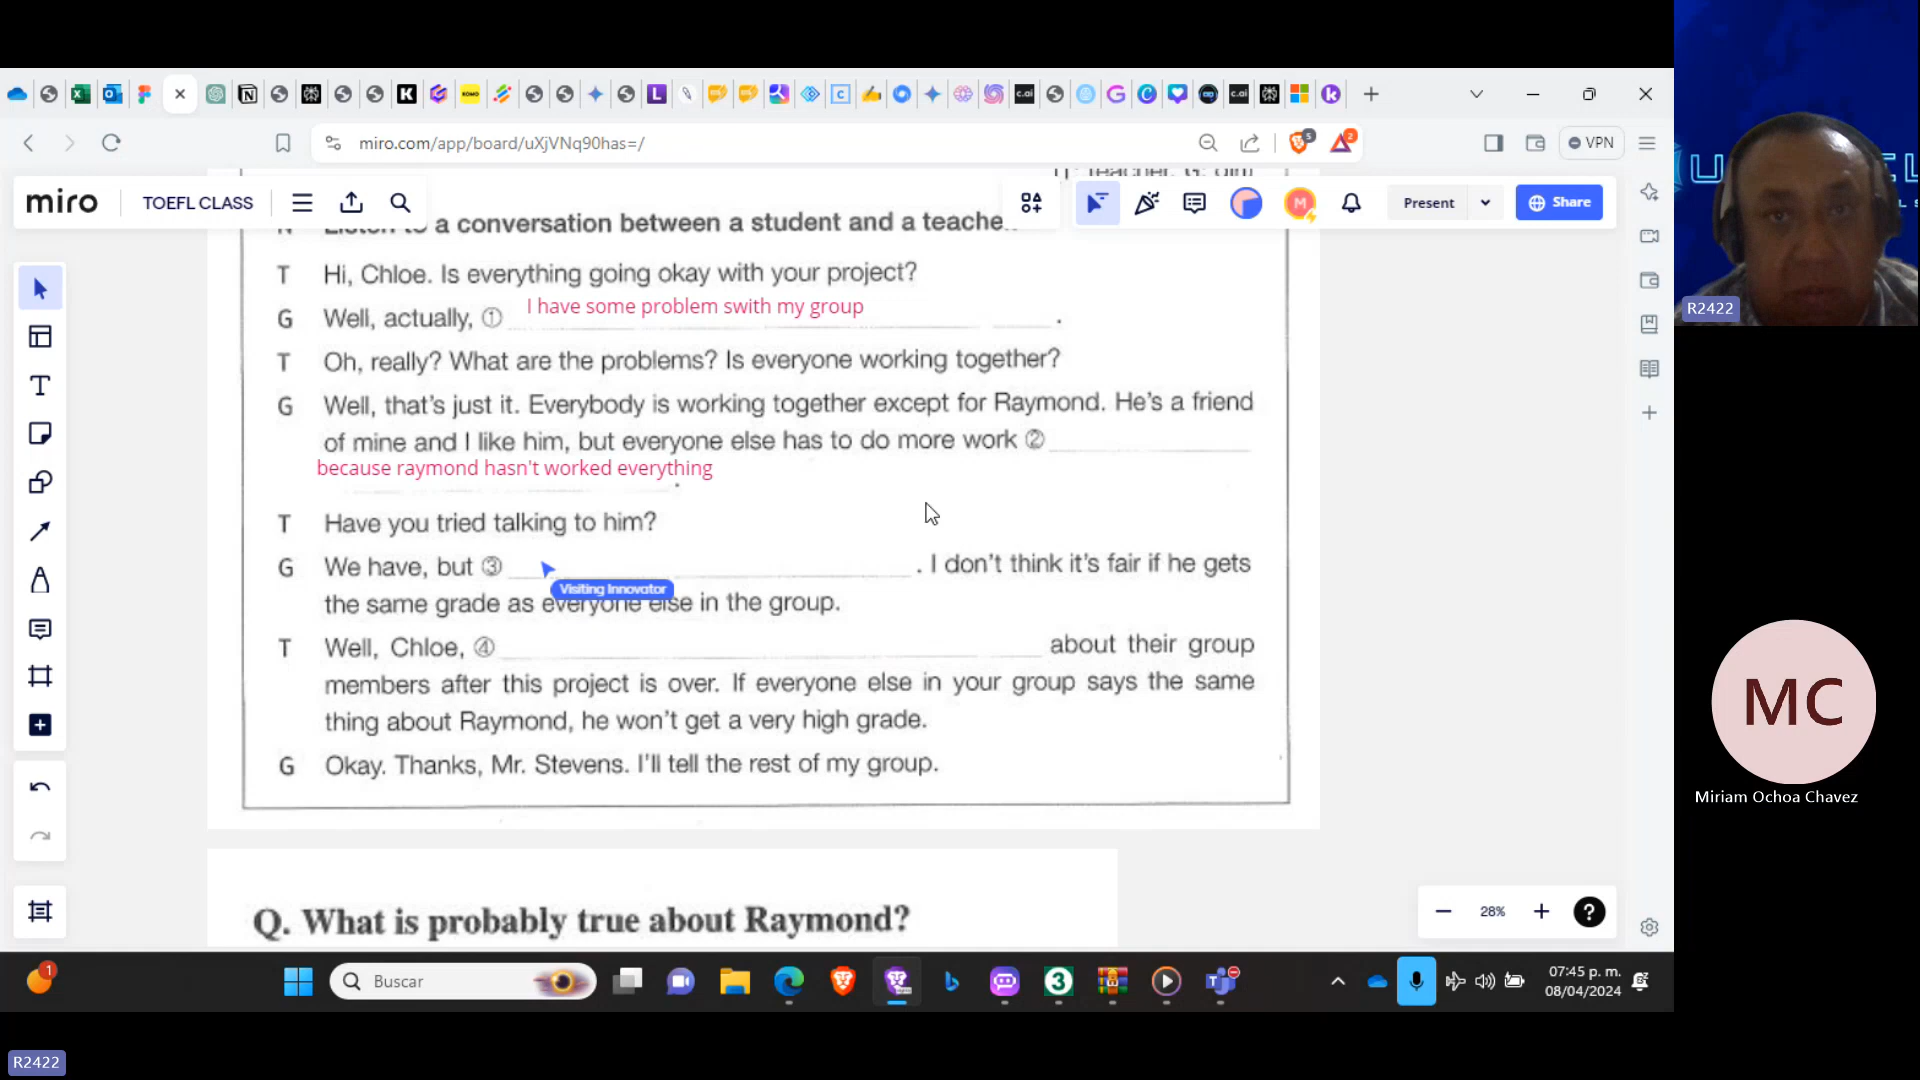 miro.com/app/board/uXjVNq90has=/
VPN
miro
TOEFL CLASS
Present
Share
a conversation between a student and a teache
T Hi, Chloe. Is everything going okay with your project?
I have some problem swith my group
G Well, actually, ① .
T Oh, really? What are the problems? Is everyone working together?
G Well, that's just it. Everybody is working together except for Raymond. He's a friend
of mine and I like him, but everyone else has to do more work ②
because raymond hasn't worked everything
.
T Have you tried talking to him?
G We have, but ③ . I don't think it's fair if he gets
Visiting Innovator
the same grade as everyone else in the group.
T Well, Chloe, ④ about their group
members after this project is over. If everyone else in your group says the same
thing about Raymond, he won't get a very high grade.
G Okay. Thanks, Mr. Stevens. I'll tell the rest of my group.
Q. What is probably true about Raymond?
28%
Buscar
07:45 p. m.
08/04/2024
R2422
MC
Miriam Ochoa Chavez
R2422